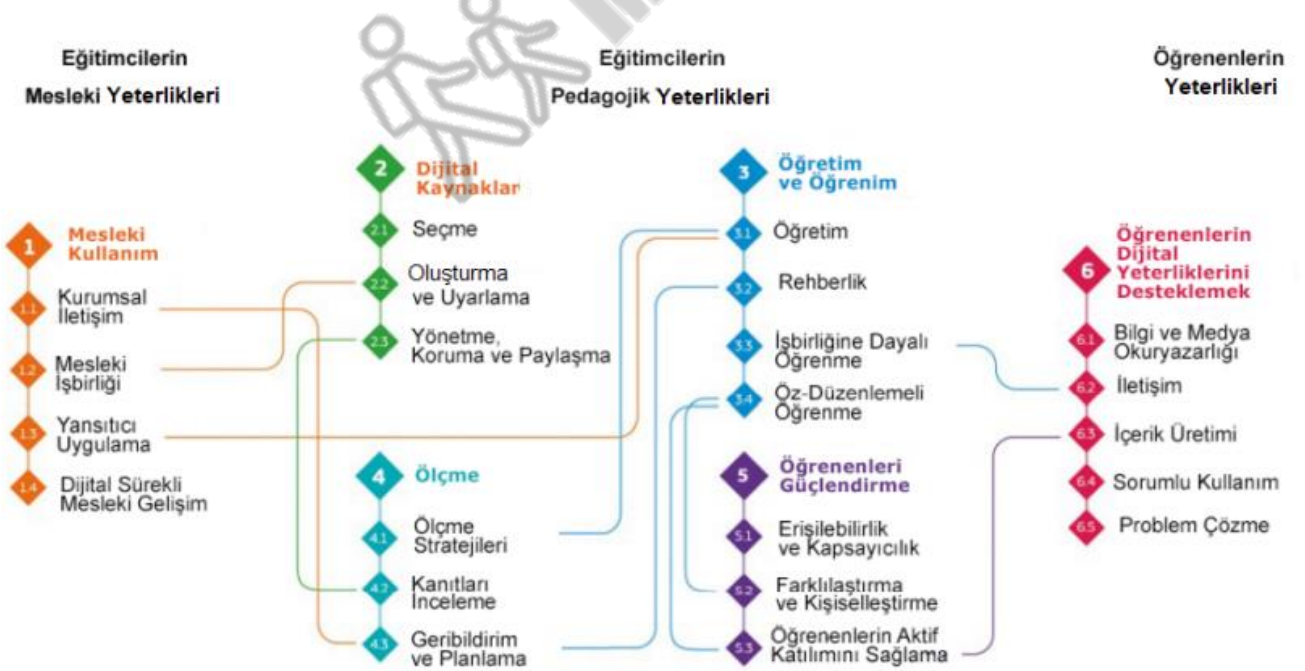 Eğitimcilerin
Mesleki Yeterlikleri
Eğitimcilerin
Pedagojik Yeterlikleri
Öğrenenlerin
Yeterlikleri
1
Mesleki
Kullanım
1.1
Kurumsal
İletişim
1.2
Mesleki
İşbirliği
1.3
Yansıtıcı
Uygulama
1.4
Dijital Sürekli
Mesleki Gelişim
2
Dijital
Kaynaklar
2.1
Seçme
2.2
Oluşturma
ve Uyarlama
2.3
Yönetme,
Koruma ve Paylaşma
3
Öğretim
ve Öğrenim
3.1
Öğretim
3.2
Rehberlik
3.3
İşbirliğine Dayalı
Öğrenme
3.4
Öz-Düzenlemeli
Öğrenme
4
Ölçme
4.1
Ölçme
Stratejileri
4.2
Kanıtları
İnceleme
4.3
Geribildirim
ve Planlama
5
Öğrenenleri
Güçlendirme
5.1
Erişilebilirlik
ve Kapsayıcılık
5.2
Farklılaştırma
ve Kişiselleştirme
5.3
Öğrenenlerin Aktif
Katılımını Sağlama
6
Öğrenenlerin
Dijital
Yeterliklerini
Desteklemek
6.1
Bilgi ve Medya
Okuryazarlığı
6.2
İletişim
6.3
İçerik Üretimi
6.4
Sorumlu Kullanım
6.5
Problem Çözme